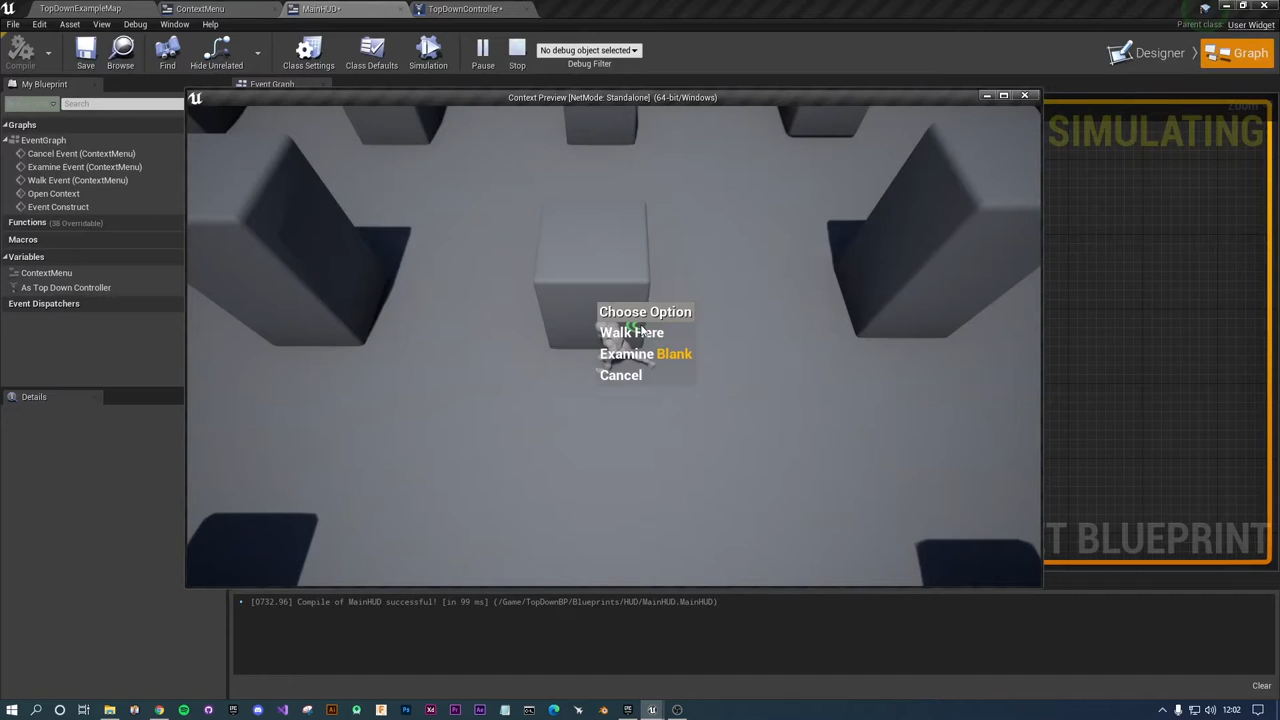 TopDownExampleMap
ContextMenu
MainHUD*
TopDownController*
File Edit Asset View Debug Window Help
Parent class: User Widget
Compile
Save
Browse
Find
Hide Unrelated
Class Settings
Class Defaults
Simulation
Pause
Stop
No debug object selected
Debug Filter
Designer
Graph
My Blueprint
Event Graph
Search
Context Preview [NetMode: Standalone] (64-bit/Windows)
Zoom
SIMULATING
Graphs
EventGraph
Cancel Event (ContextMenu)
Examine Event (ContextMenu)
Walk Event (ContextMenu)
Open Context
Event Construct
Functions (38 Overridable)
Macros
Variables
ContextMenu
As Top Down Controller
Event Dispatchers
Choose Option
Walk Here
Examine Blank
Cancel
Details
T BLUEPRINT
[0732.96] Compile of MainHUD successful! [in 99 ms] (/Game/TopDownBP/Blueprints/HUD/MainHUD.MainHUD)
Clear
12:02